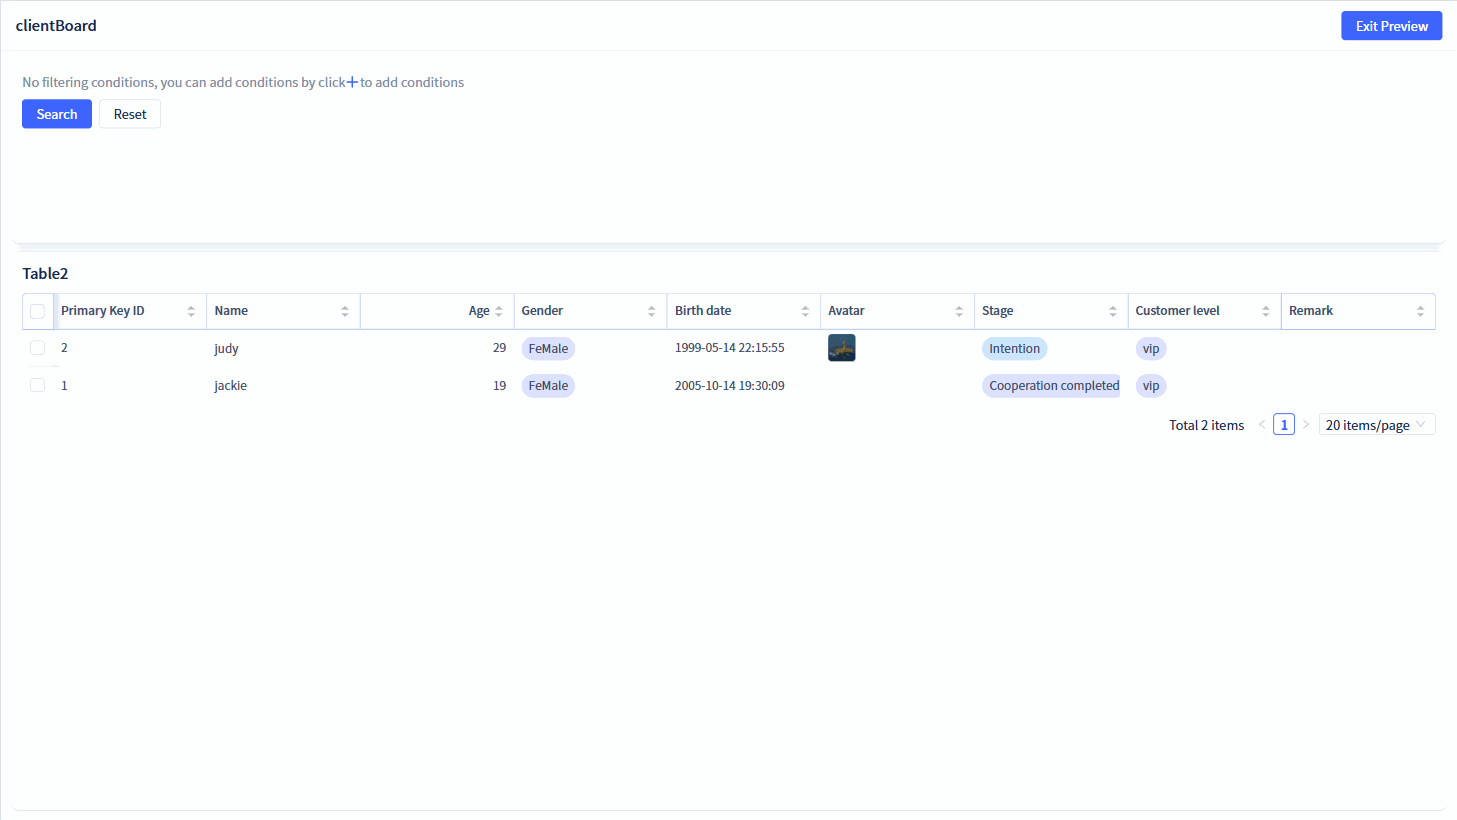 clientBoard
Exit Preview
No filtering conditions, you can add conditions by click+to add conditions
Search Reset
Table2
Primary Key ID Name Age Gender Birth date Avatar Stage Customer level Remark
2 judy 29 FeMale 1999-05-14 22:15:55 Intention vip
1 jackie 19 FeMale 2005-10-14 19:30:09 Cooperation completed vip
Total 2 items < 1 > 20 items/page